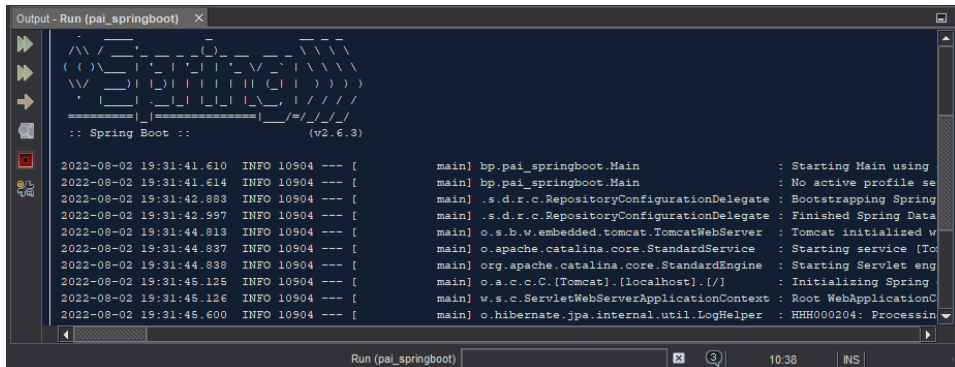 Output - Run (pai_springboot) ×
:: Spring Boot :: (v2.6.3)
2022-08-02 19:31:41.610 INFO 10904 --- [ main] bp.pai_springboot.Main : Starting Main using
2022-08-02 19:31:41.614 INFO 10904 --- [ main] bp.pai_springboot.Main : No active profile se
2022-08-02 19:31:42.883 INFO 10904 --- [ main] .s.d.r.c.RepositoryConfigurationDelegate : Bootstrapping Spring
2022-08-02 19:31:42.997 INFO 10904 --- [ main] .s.d.r.c.RepositoryConfigurationDelegate : Finished Spring Data
2022-08-02 19:31:44.813 INFO 10904 --- [ main] o.s.b.w.embedded.tomcat.TomcatWebServer : Tomcat initialized w
2022-08-02 19:31:44.837 INFO 10904 --- [ main] o.apache.catalina.core.StandardService : Starting service [To
2022-08-02 19:31:44.838 INFO 10904 --- [ main] org.apache.catalina.core.StandardEngine : Starting Servlet eng
2022-08-02 19:31:45.125 INFO 10904 --- [ main] o.a.c.c.C.[Tomcat].[localhost].[/] : Initializing Spring
2022-08-02 19:31:45.126 INFO 10904 --- [ main] w.s.c.ServletWebServerApplicationContext : Root WebApplicationC
2022-08-02 19:31:45.600 INFO 10904 --- [ main] o.hibernate.jpa.internal.util.LogHelper : HHH000204: Processin
Run (pai_springboot) 3 10:38 INS